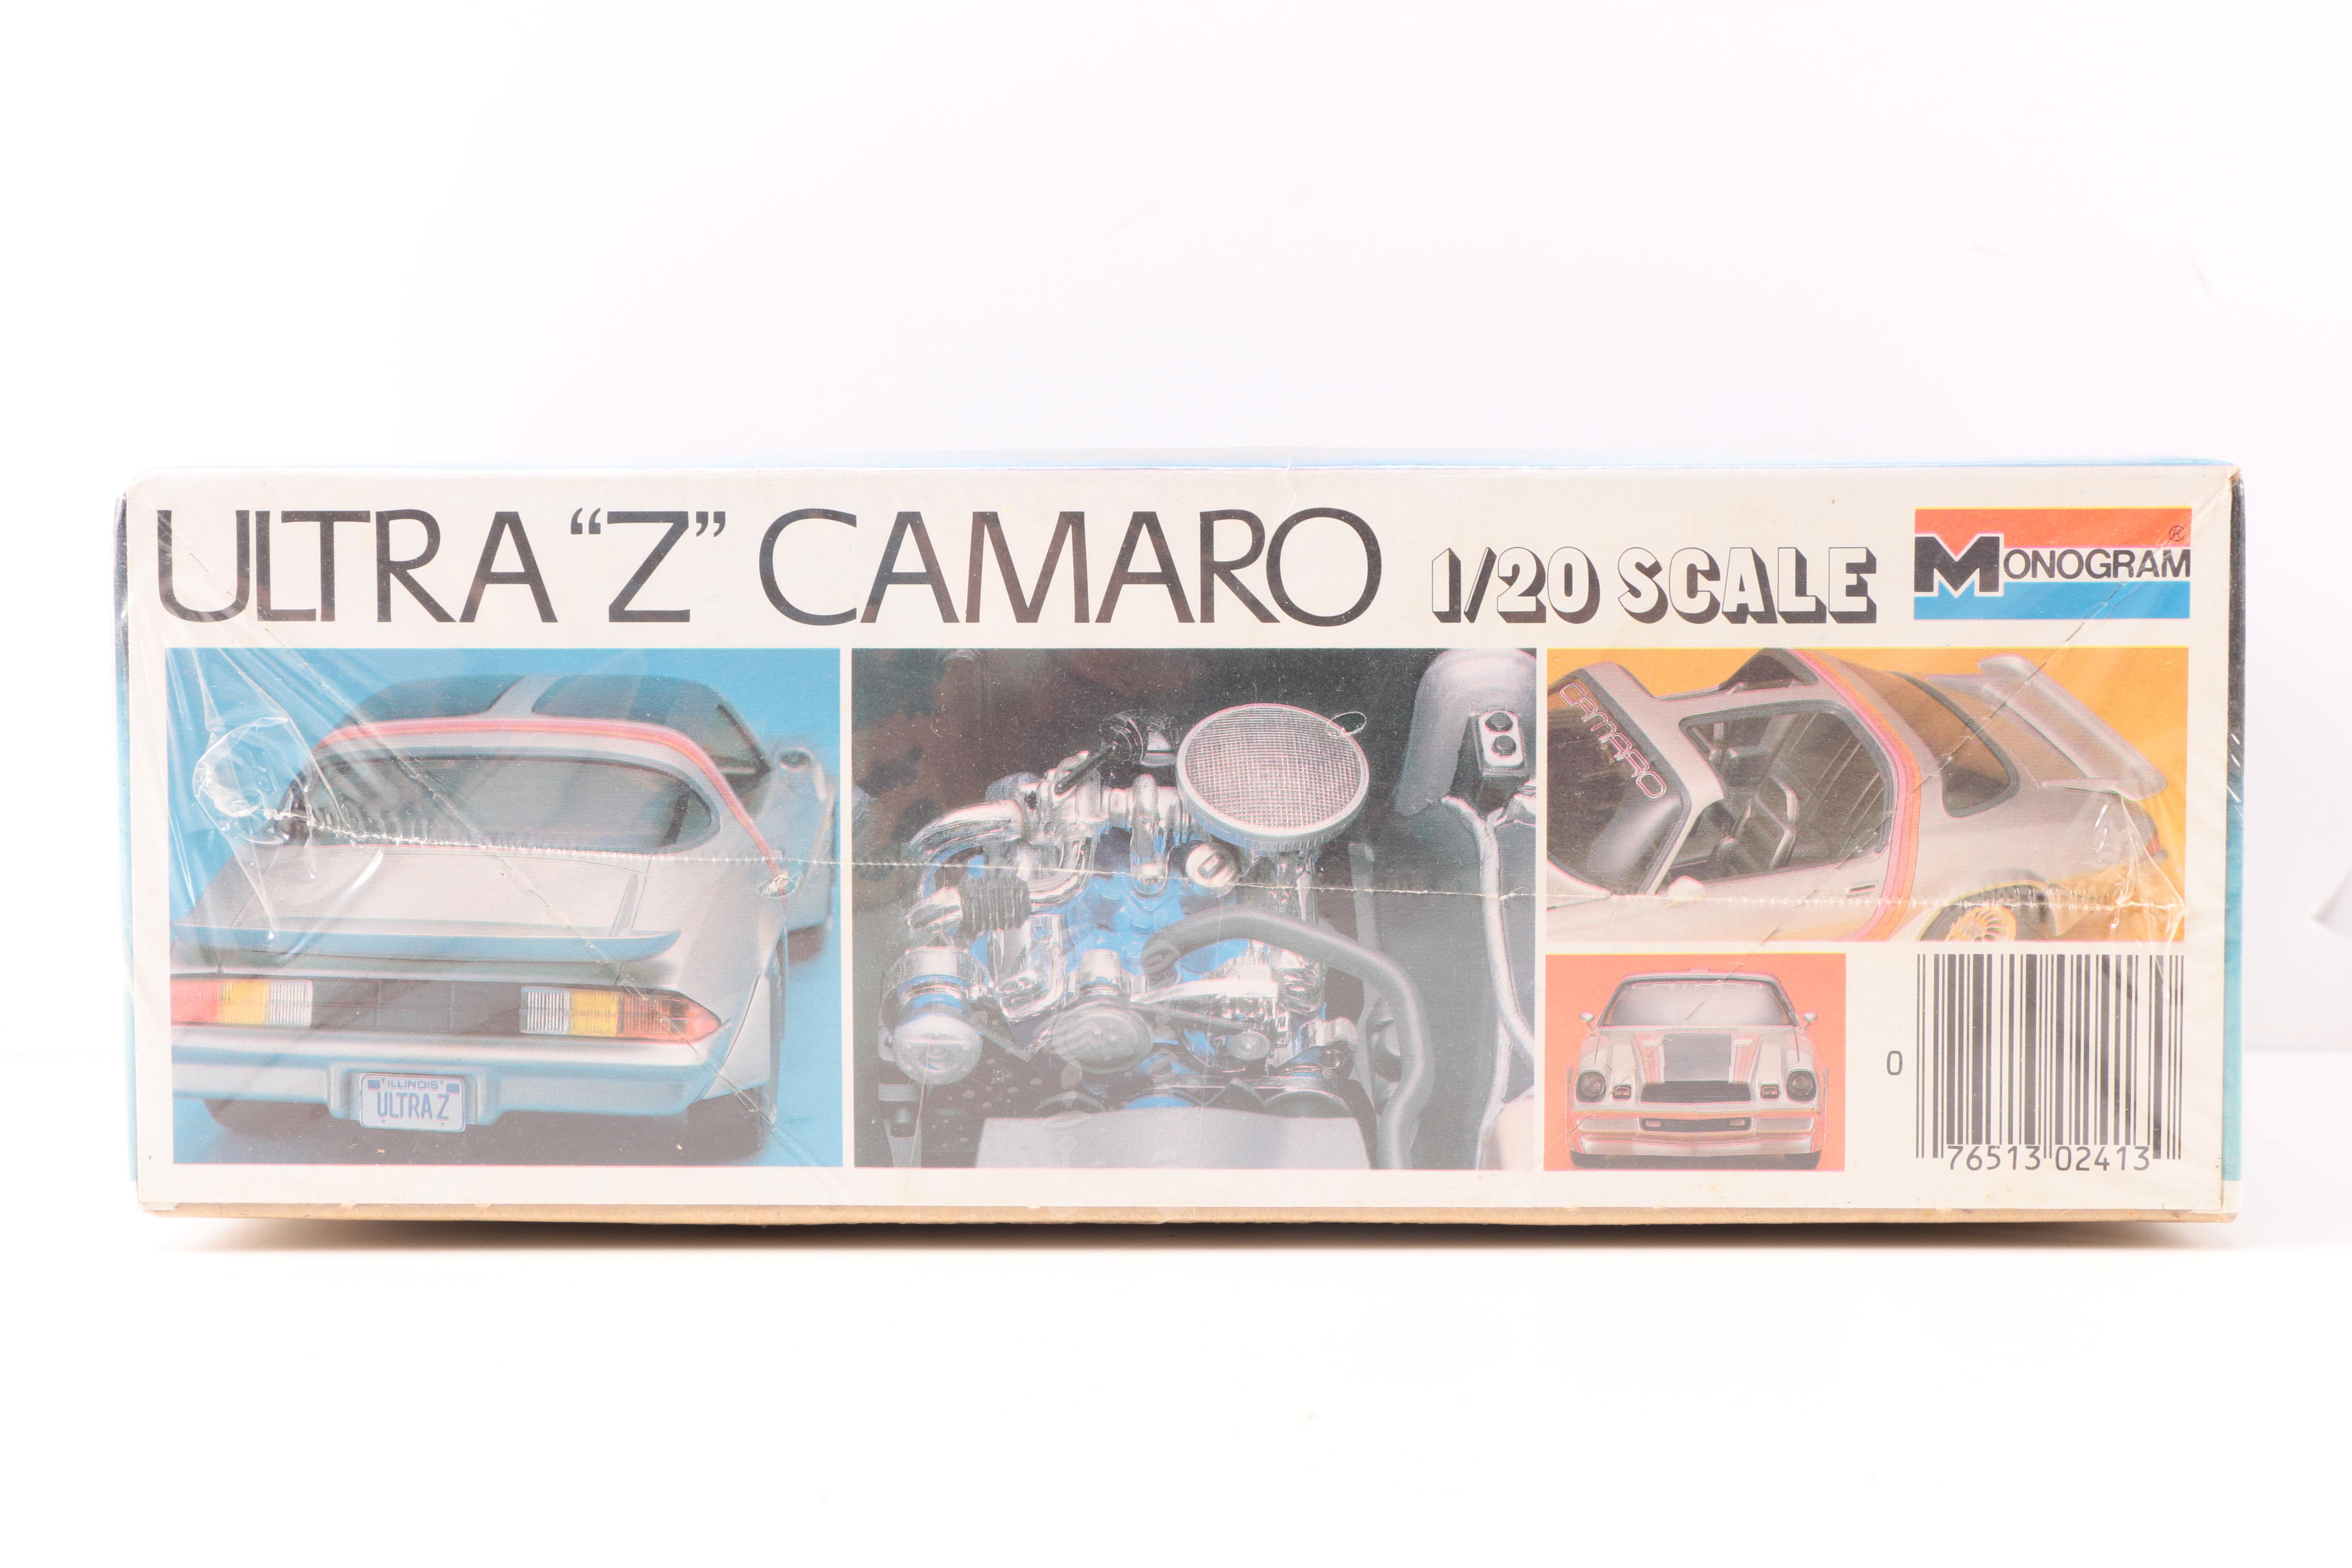 ULTRA “Z” CAMARO
1/20 SCALE
MONOGRAM®
CAMARO
ILLINOIS
ULTRA Z
0
76513 02413